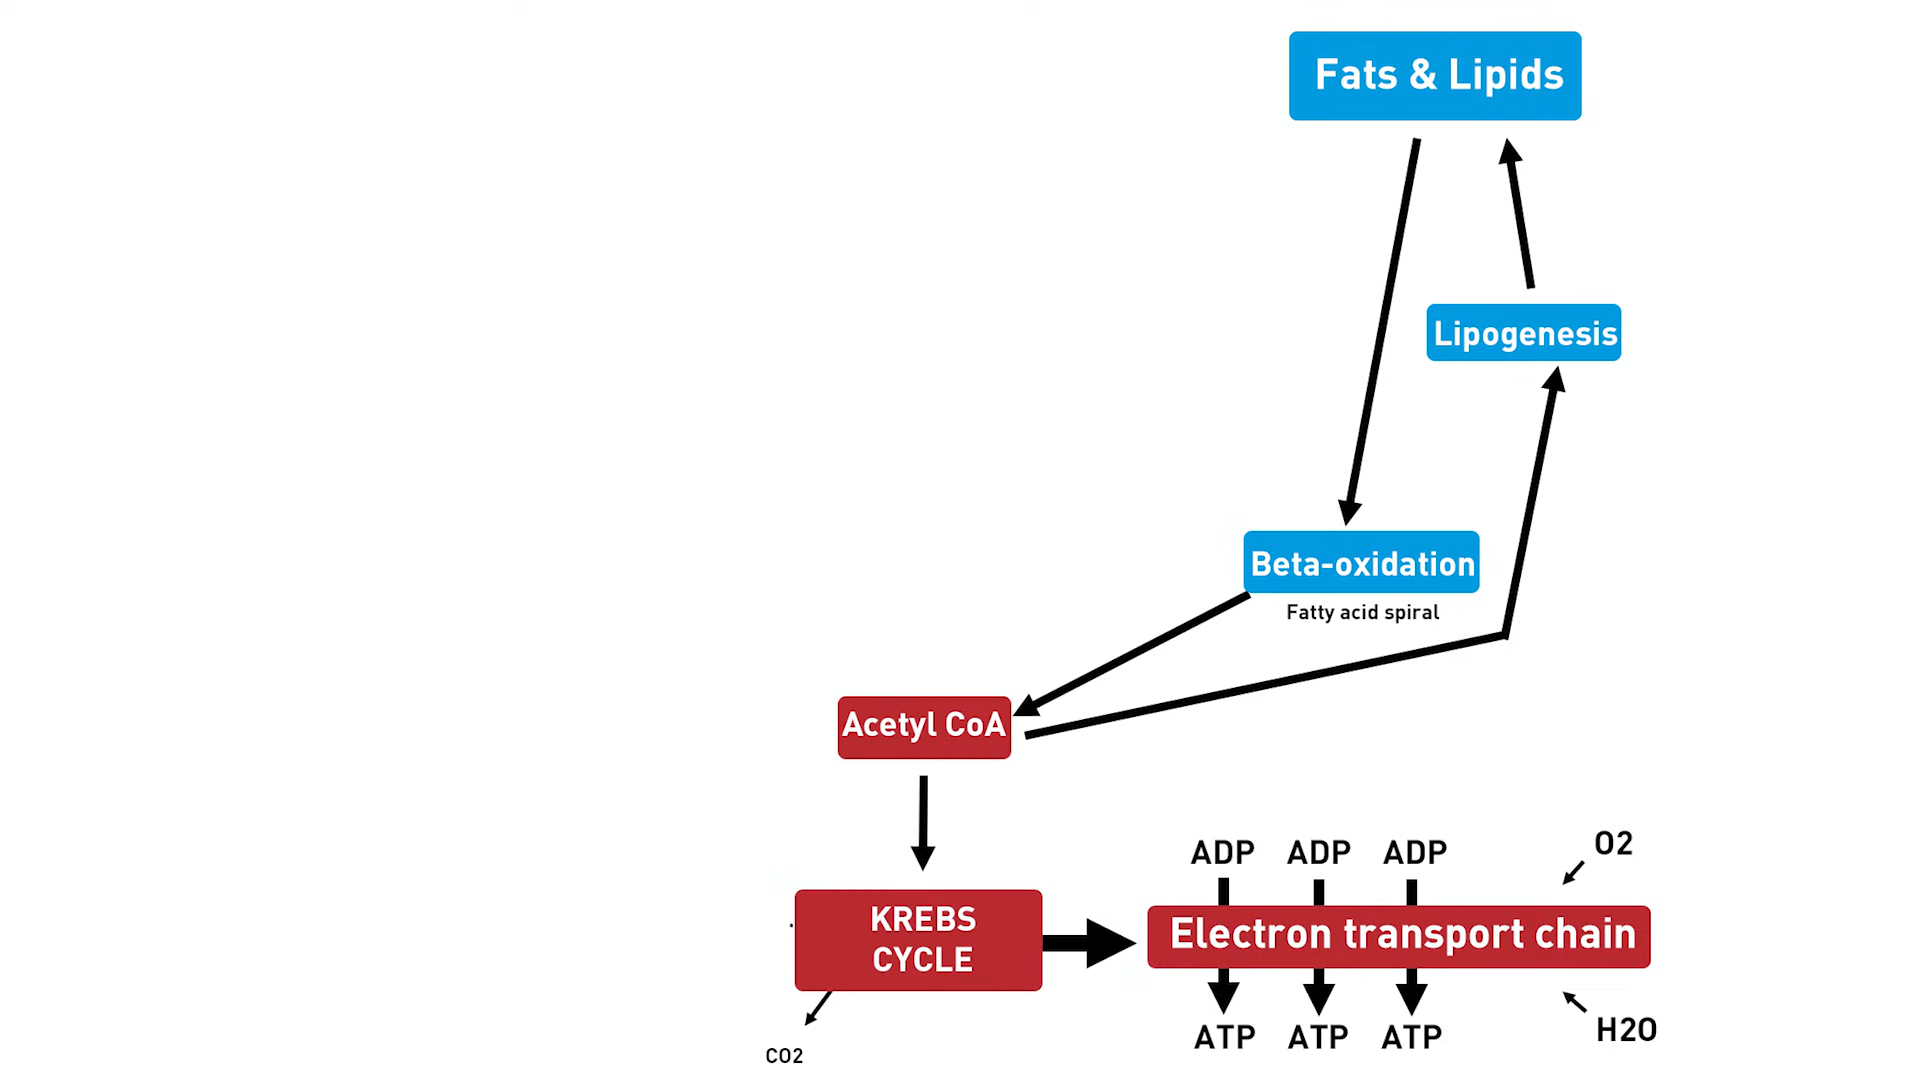 Fats & Lipids
Lipogenesis
Beta-oxidation
Fatty acid spiral
Acetyl CoA
ADP ADP ADP
O2
KREBS
CYCLE
Electron transport chain
ATP ATP ATP
H2O
CO2